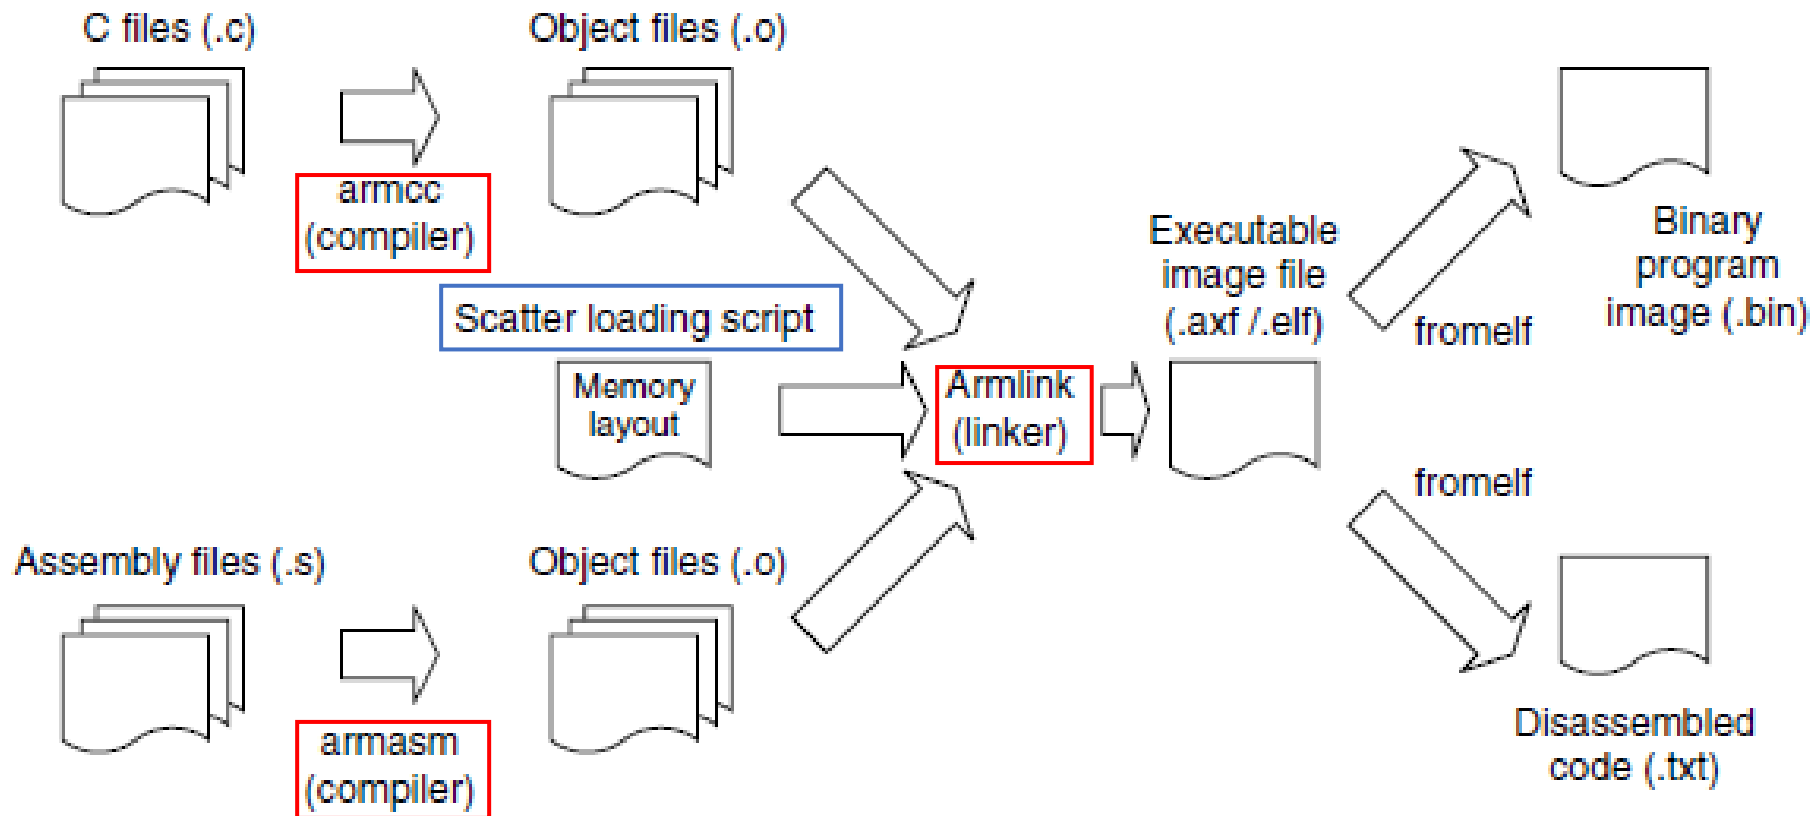 C files (.c)
Object files (.o)
armcc
(compiler)
Scatter loading script
Memory
layout
Armlink
(linker)
Executable
image file
(.axf /.elf)
fromelf
Binary
program
image (.bin)
fromelf
Assembly files (.s)
Object files (.o)
armasm
(compiler)
Disassembled
code (.txt)